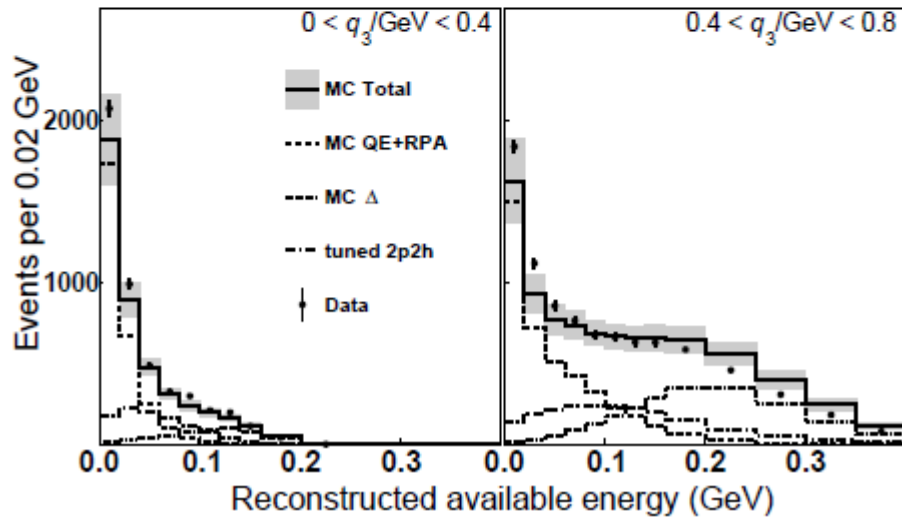 0 < q3/GeV < 0.4
0.4 < q3/GeV < 0.8
Events per 0.02 GeV
2000
1000
MC Total
MC QE+RPA
MC Δ
tuned 2p2h
Data
0.0 0.1 0.2 0.3 0.0 0.1 0.2 0.3
Reconstructed available energy (GeV)